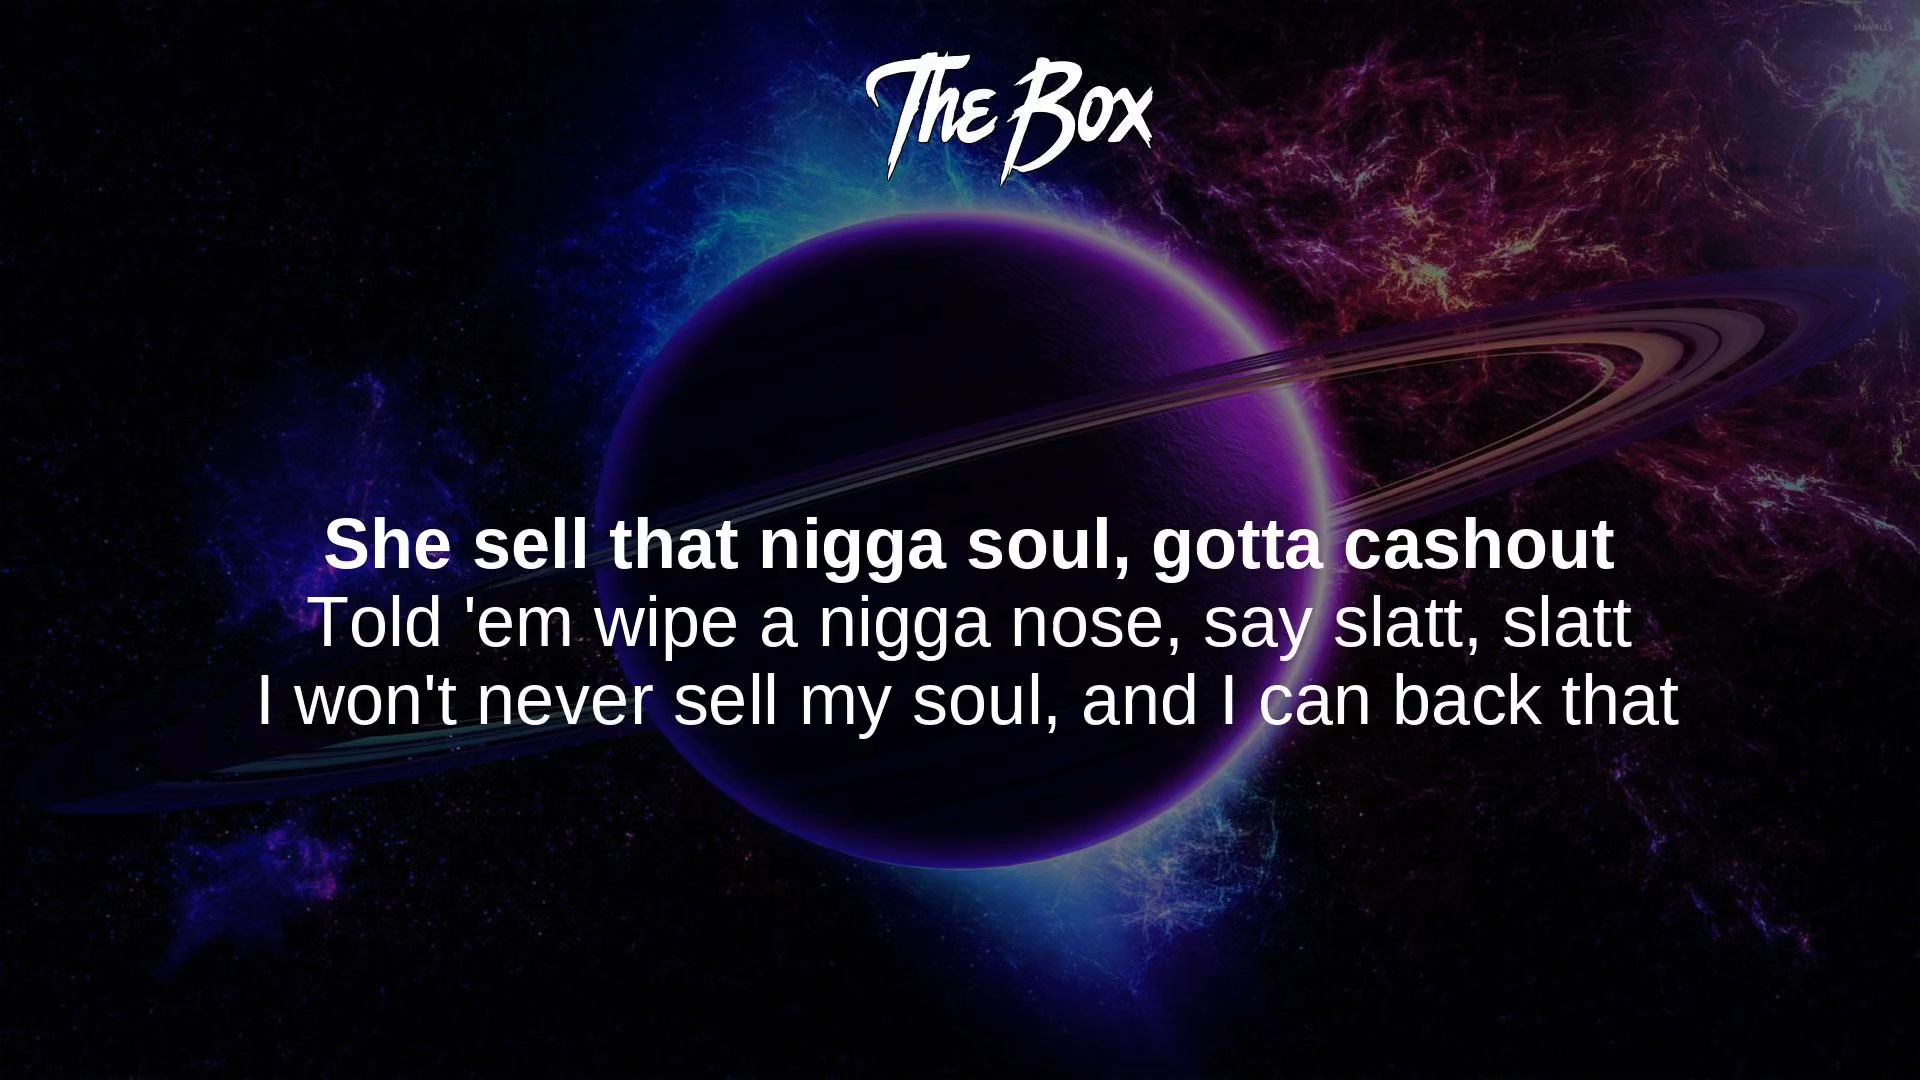 The Box
She sell that nigga soul, gotta cashout
Told 'em wipe a nigga nose, say slatt, slatt
I won't never sell my soul, and I can back that